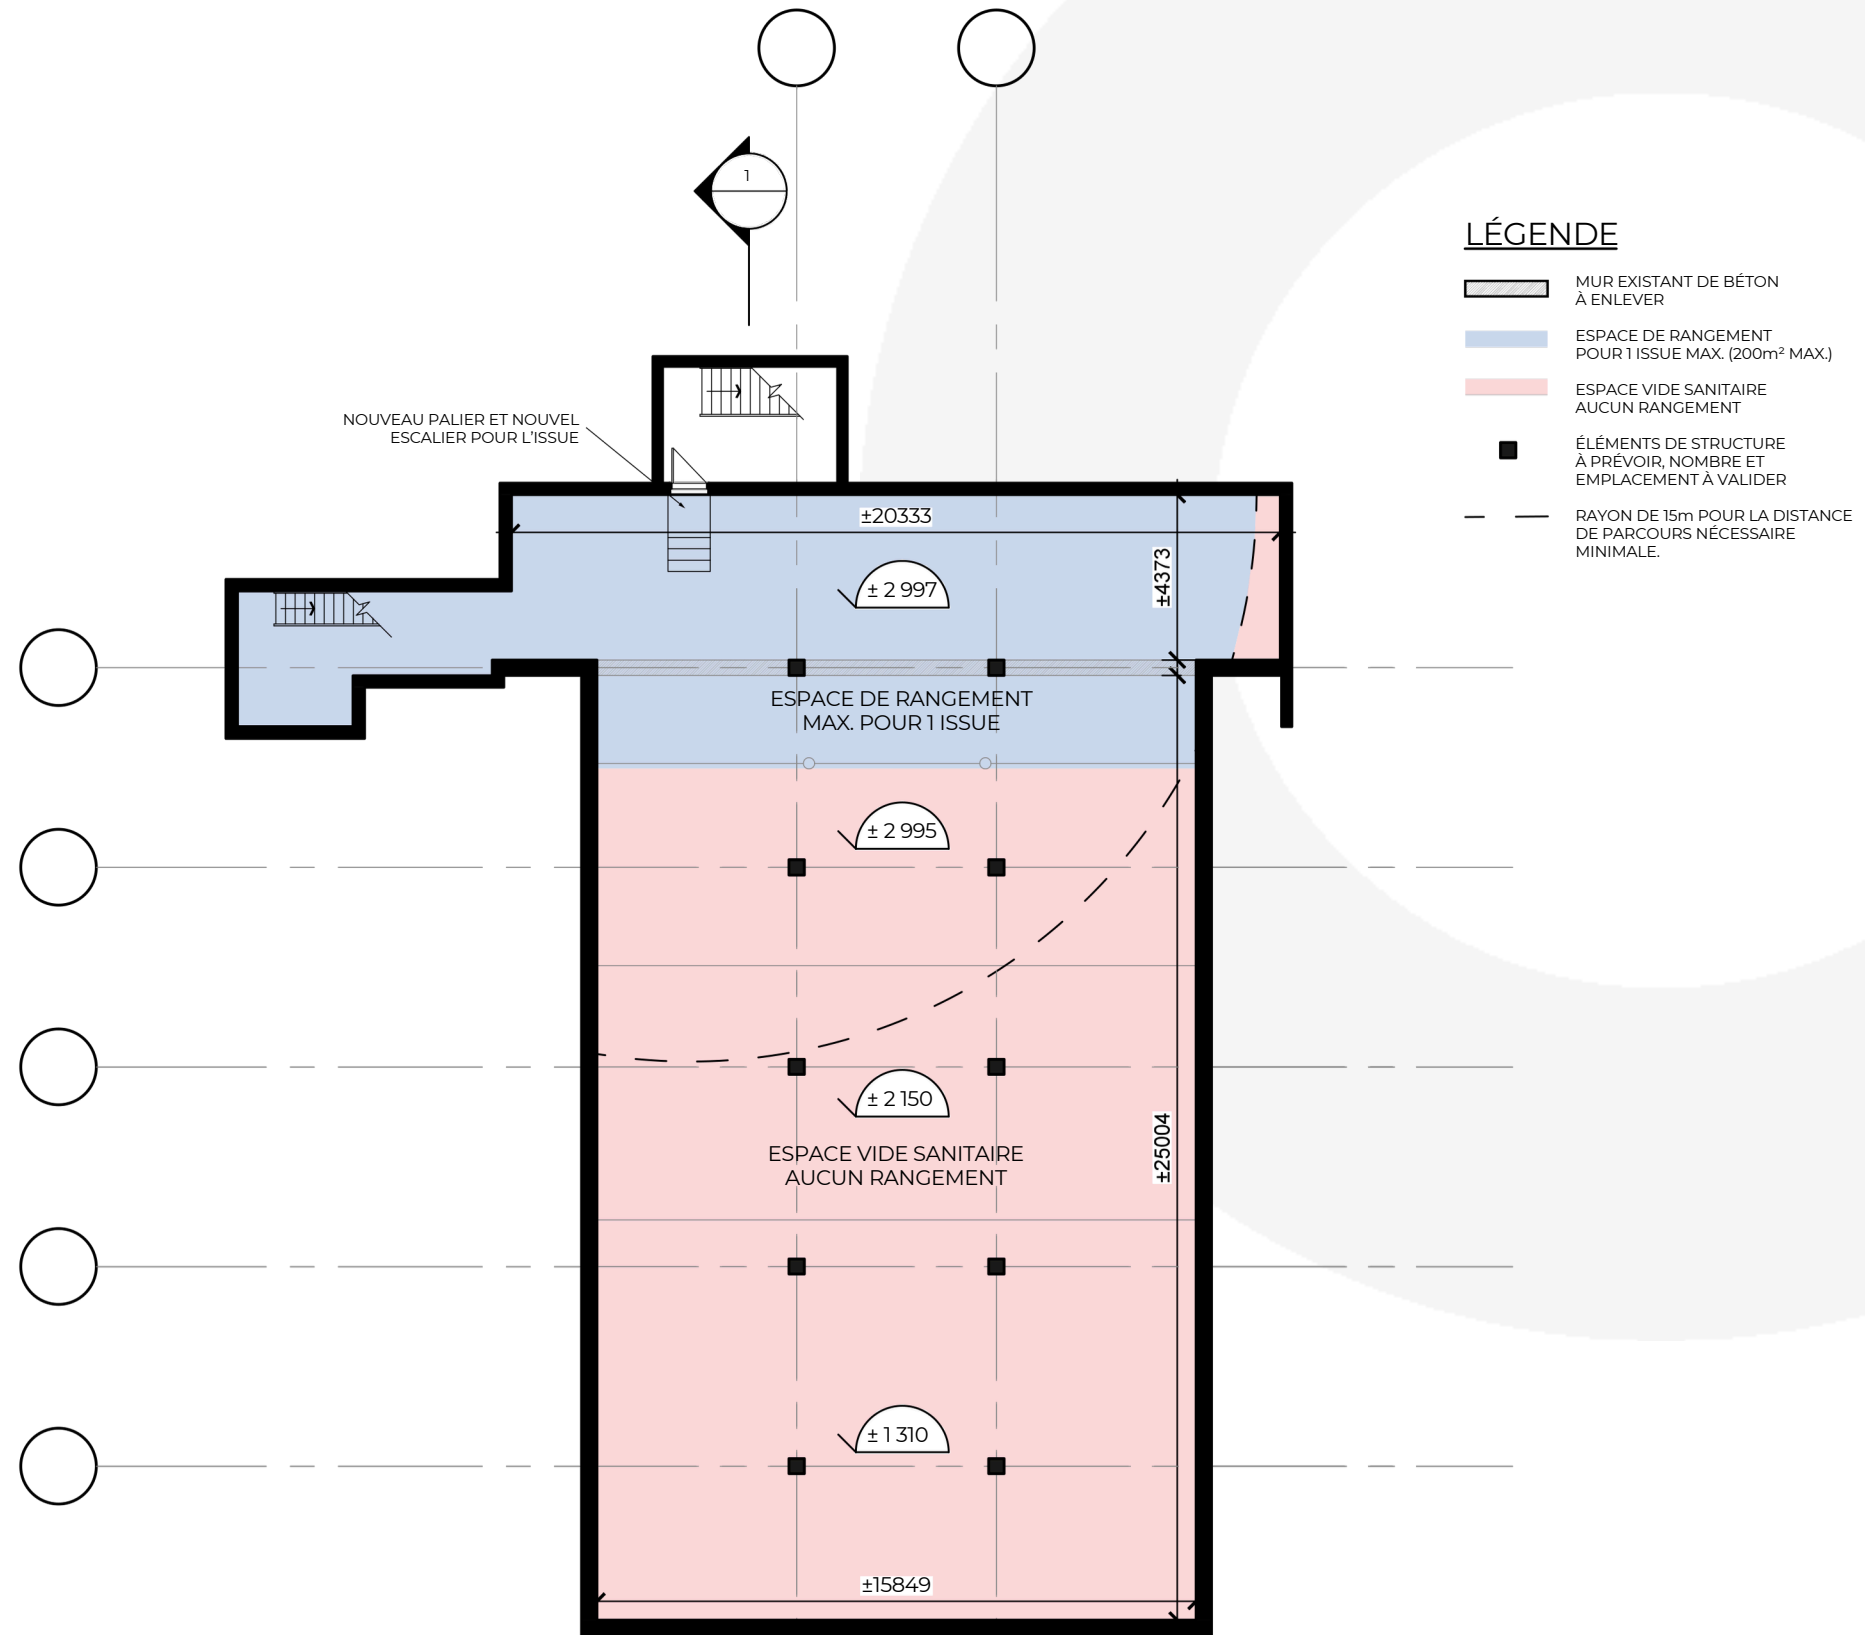 1
LÉGENDE
MUR EXISTANT DE BÉTON
À ENLEVER
ESPACE DE RANGEMENT
POUR 1 ISSUE MAX. (200m² MAX.)
ESPACE VIDE SANITAIRE
AUCUN RANGEMENT
ÉLÉMENTS DE STRUCTURE
À PRÉVOIR, NOMBRE ET
EMPLACEMENT À VALIDER
RAYON DE 15m POUR LA DISTANCE
DE PARCOURS NÉCESSAIRE
MINIMALE.
NOUVEAU PALIER ET NOUVEL
ESCALIER POUR L'ISSUE
±20333
±4373
± 2 997
ESPACE DE RANGEMENT
MAX. POUR 1 ISSUE
± 2 995
± 2 150
ESPACE VIDE SANITAIRE
AUCUN RANGEMENT
±25004
± 1 310
±15849